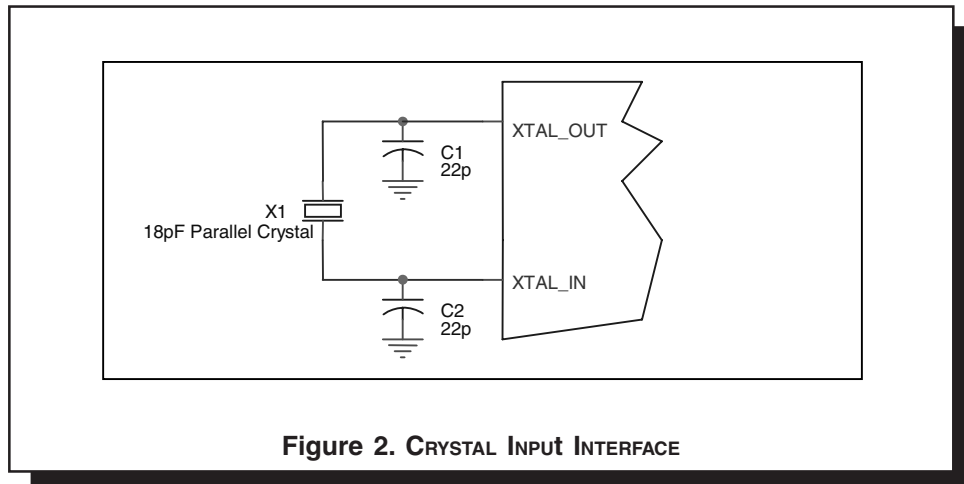 XTAL_OUT
C1
22p
X1
18pF Parallel Crystal
XTAL_IN
C2
22p
Figure 2. CRYSTAL INPUT INTERFACE